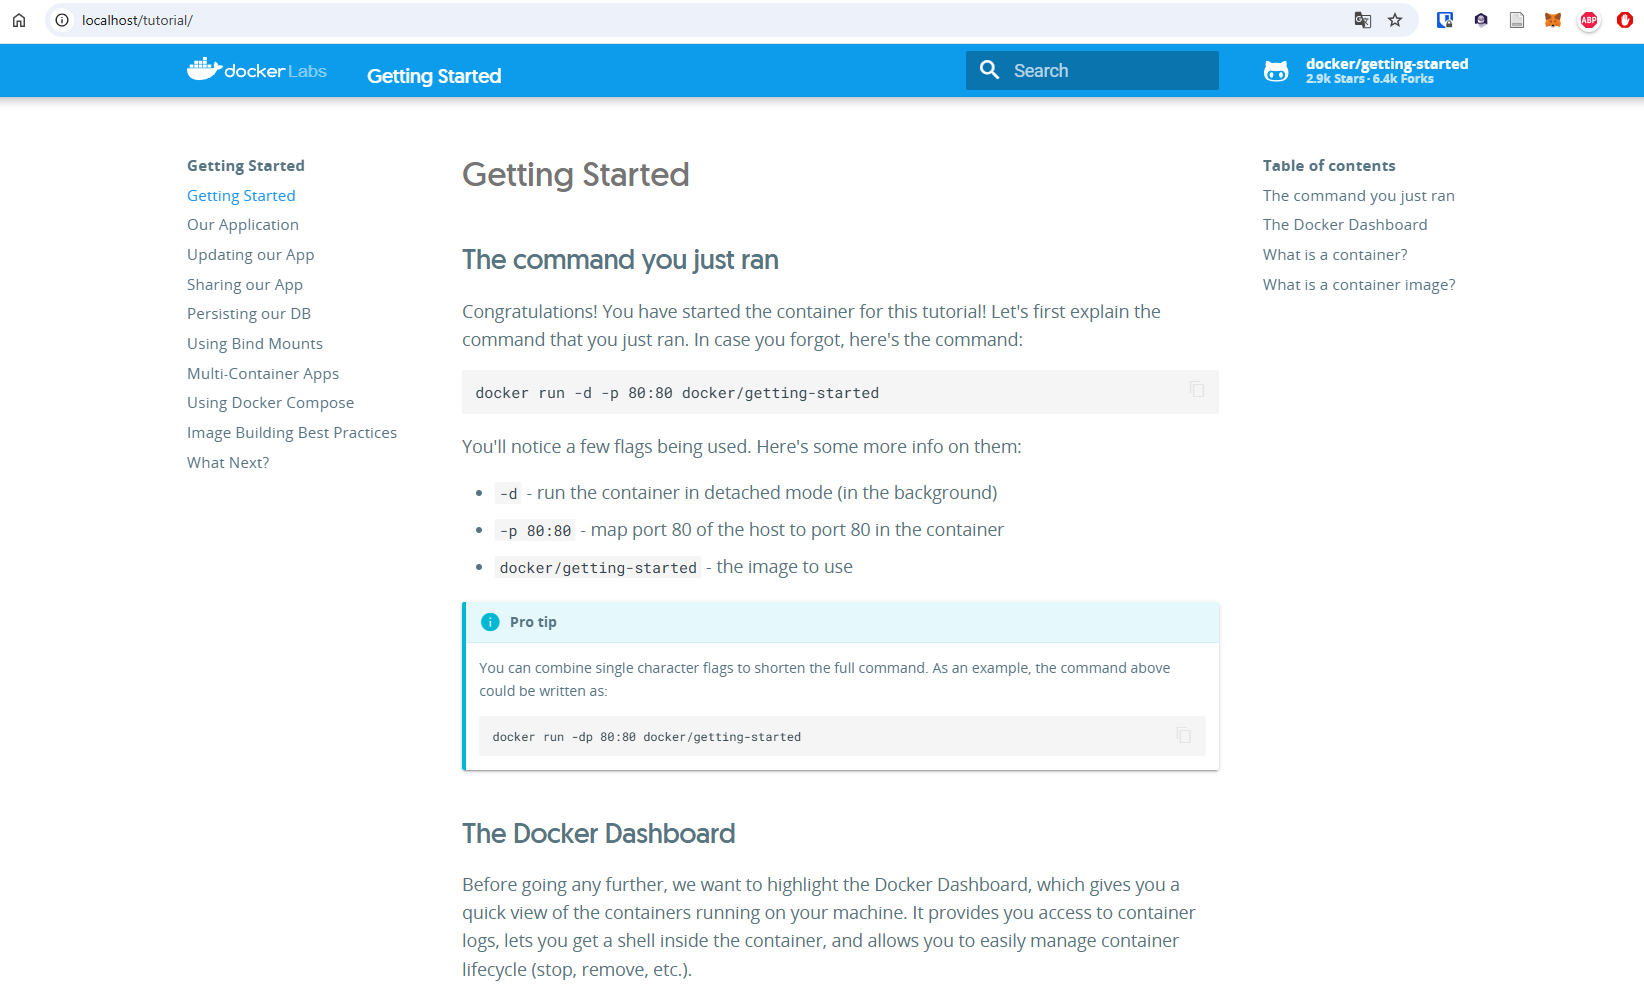 localhost/tutorial/
docker Labs
Getting Started
Search
docker/getting-started
2.9k Stars · 6.4k Forks
Getting Started
Getting Started
Our Application
Updating our App
Sharing our App
Persisting our DB
Using Bind Mounts
Multi-Container Apps
Using Docker Compose
Image Building Best Practices
What Next?
Getting Started
The command you just ran
Congratulations! You have started the container for this tutorial! Let's first explain the
command that you just ran. In case you forgot, here's the command:
docker run -d -p 80:80 docker/getting-started
You'll notice a few flags being used. Here's some more info on them:
-d - run the container in detached mode (in the background)
-p 80:80 - map port 80 of the host to port 80 in the container
docker/getting-started - the image to use
Pro tip
You can combine single character flags to shorten the full command. As an example, the command above
could be written as:
docker run -dp 80:80 docker/getting-started
The Docker Dashboard
Before going any further, we want to highlight the Docker Dashboard, which gives you a
quick view of the containers running on your machine. It provides you access to container
logs, lets you get a shell inside the container, and allows you to easily manage container
lifecycle (stop, remove, etc.).
Table of contents
The command you just ran
The Docker Dashboard
What is a container?
What is a container image?
ABP